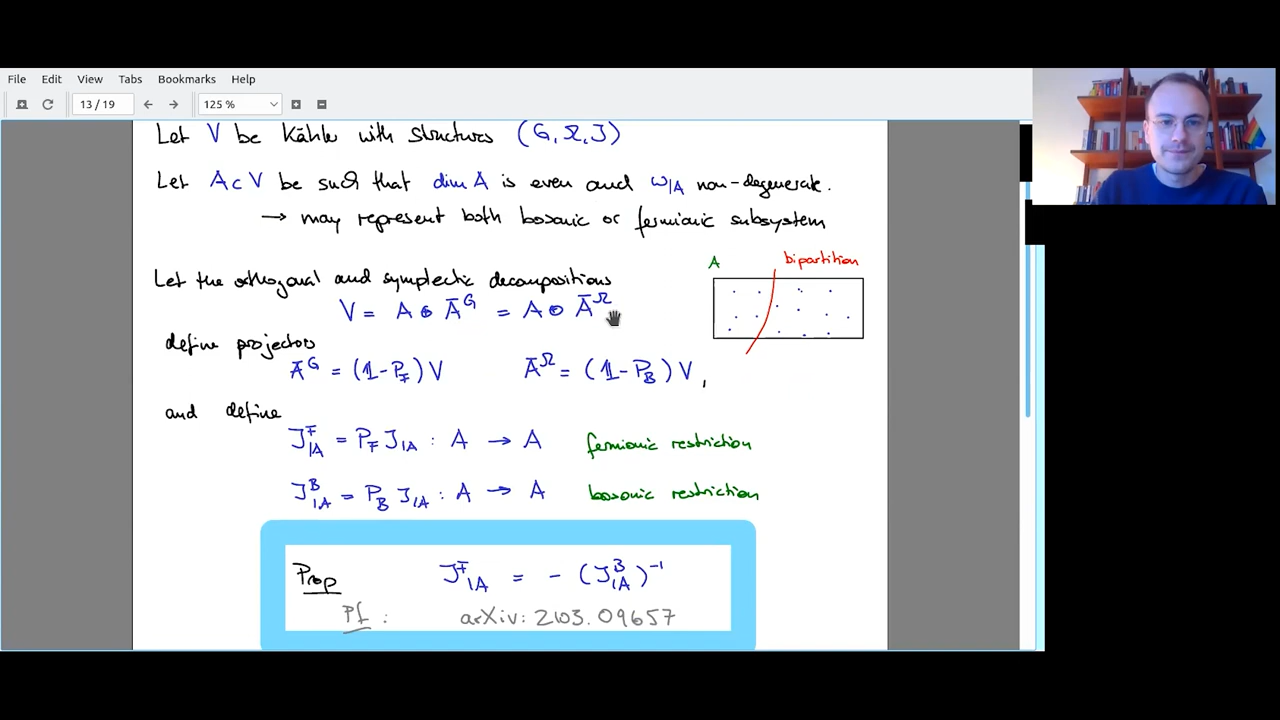 File Edit View Tabs Bookmarks Help
13 / 19 125 %
Let V be Kähler with structures (G, Ω, J)
Let A⊂V be such that dim A is even and ω|A non-degenerate.
→ may represent both bosonic or fermionic subsystem
A bipartition
Let the orthogonal and symplectic decompositions
V = A ⊕ Ā^G = A ⊕ Ā^Ω
define projectors
Ā^G = (𝟙-P_F) V Ā^Ω = (𝟙-P_B) V ,
and define
J^F_|A = P_F J_|A : A → A fermionic restriction
J^B_|A = P_B J_|A : A → A bosonic restriction
Prop J^F_|A = - (J^B_|A)^-1
Pf : arXiv: 2103.09657